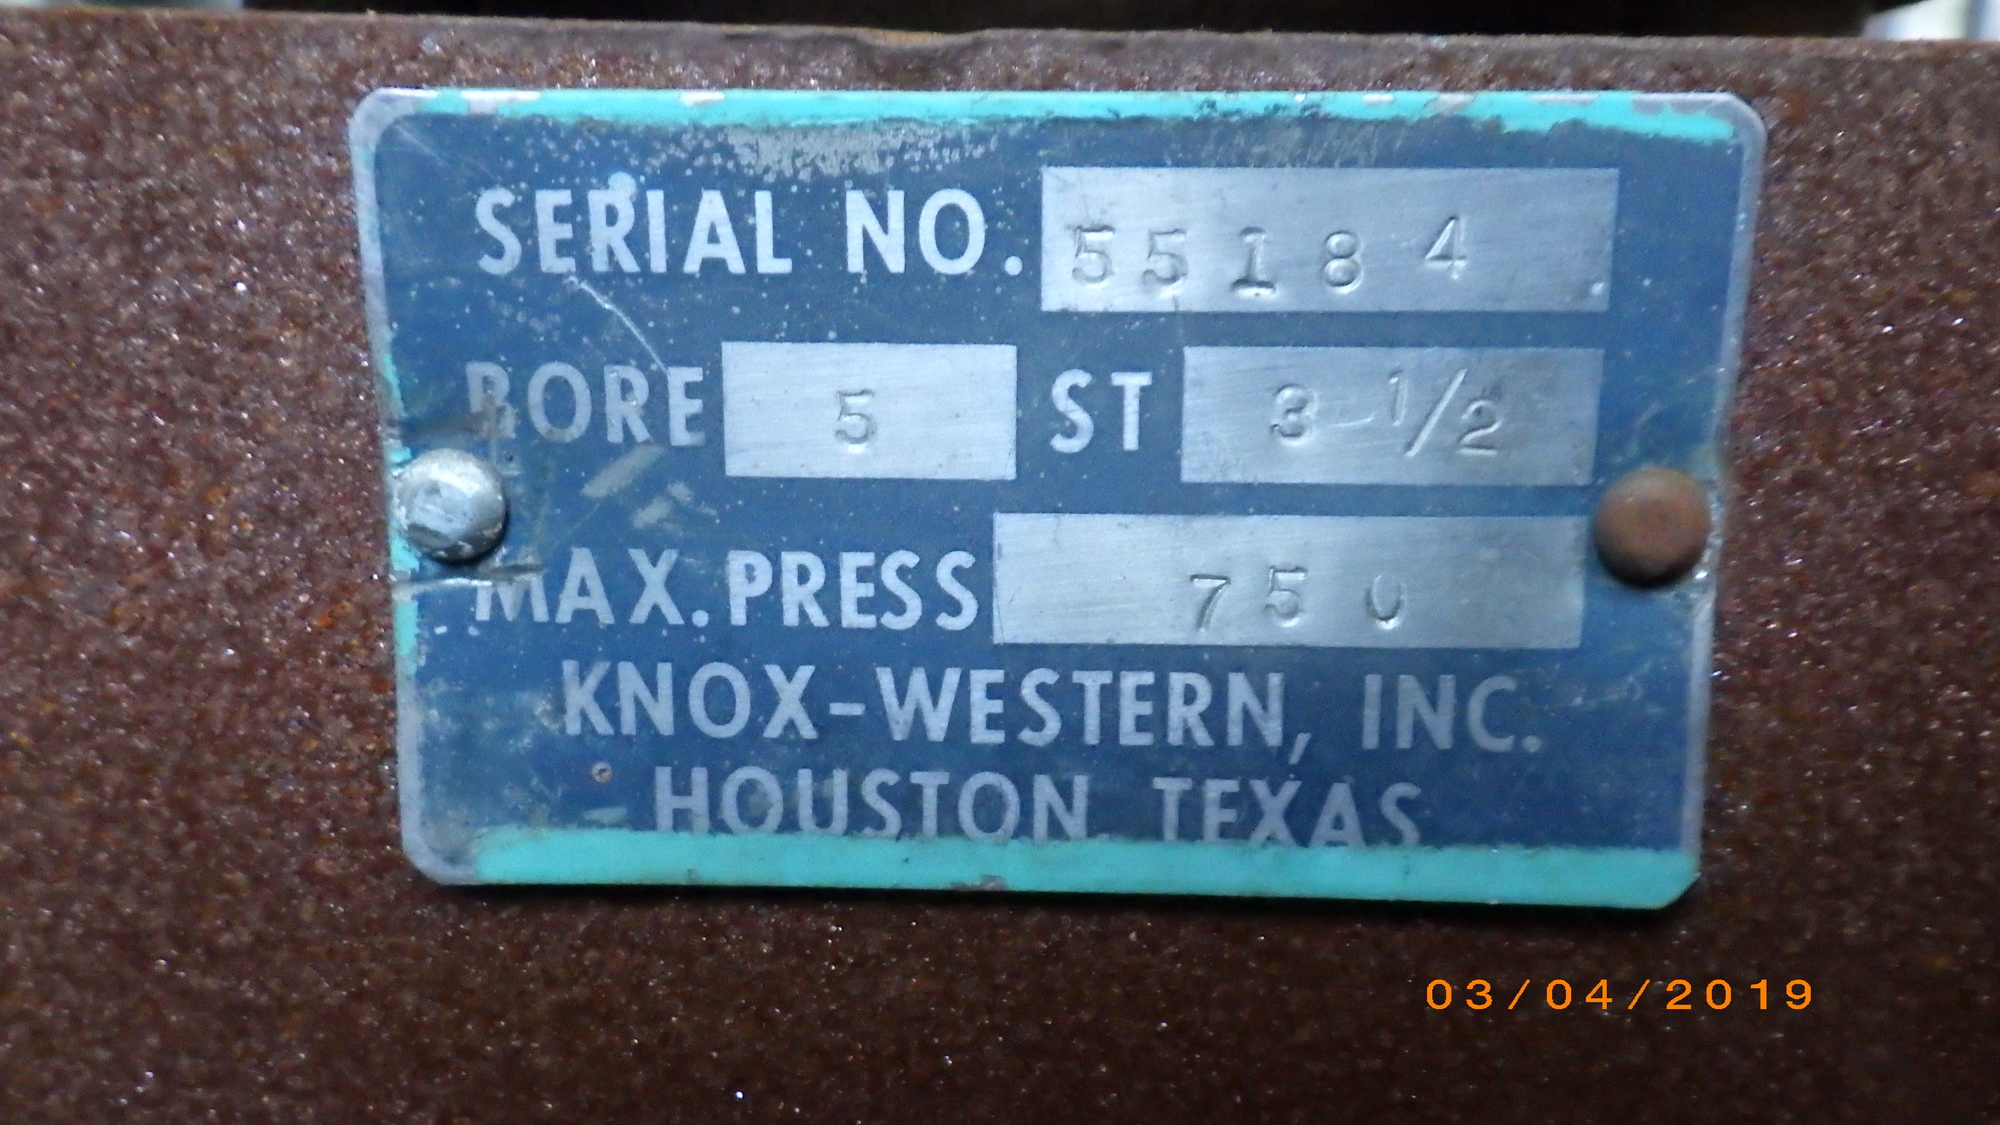 SERIAL NO. 55184
BORE 5 ST 3-1/2
MAX. PRESS 750
KNOX-WESTERN, INC.
HOUSTON, TEXAS
03/04/2019